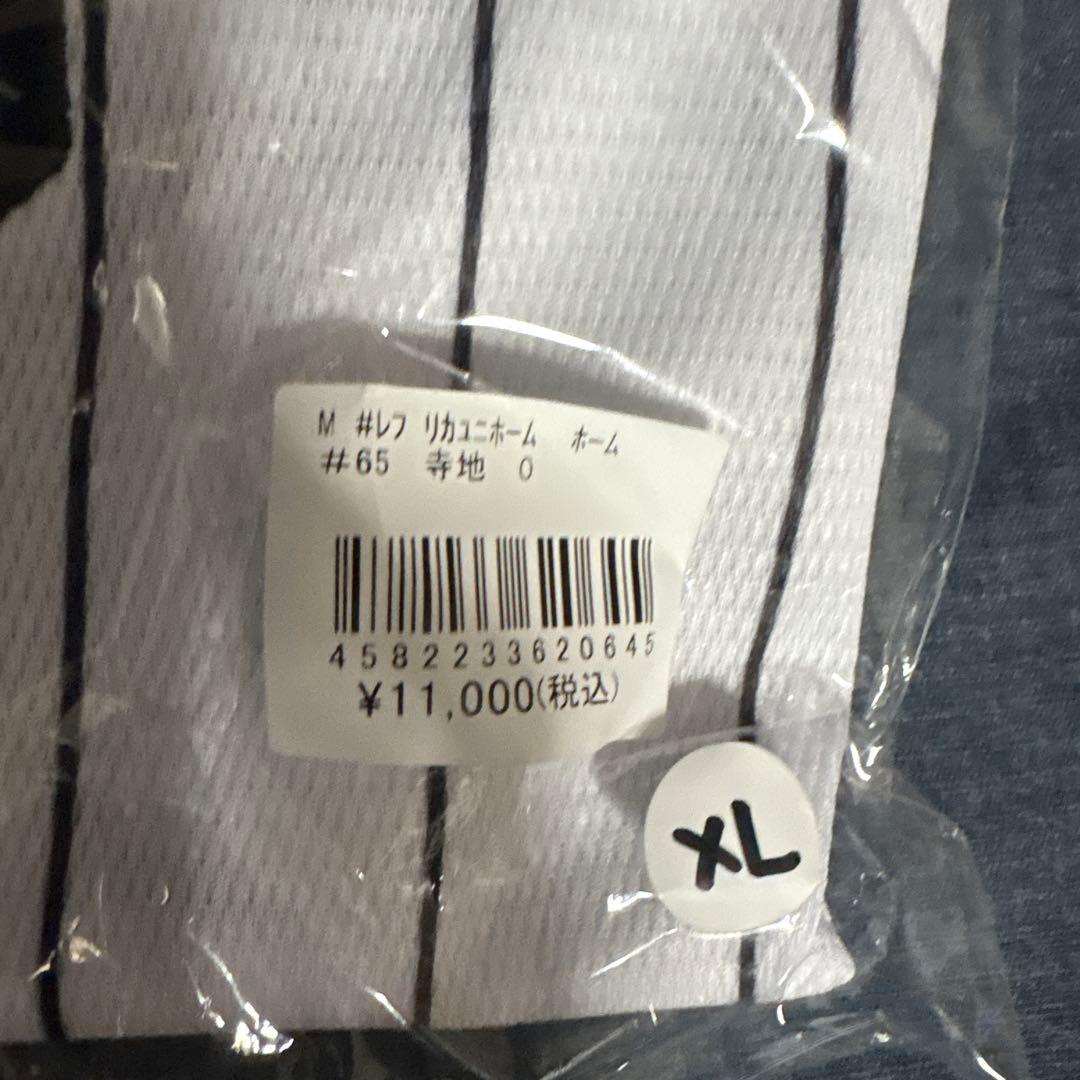 M #ﾚﾌ ﾘｶﾕﾆﾎｰﾑ ﾎｰﾑ
#65 寺地 0
4582233620645
¥11,000(税込)
XL